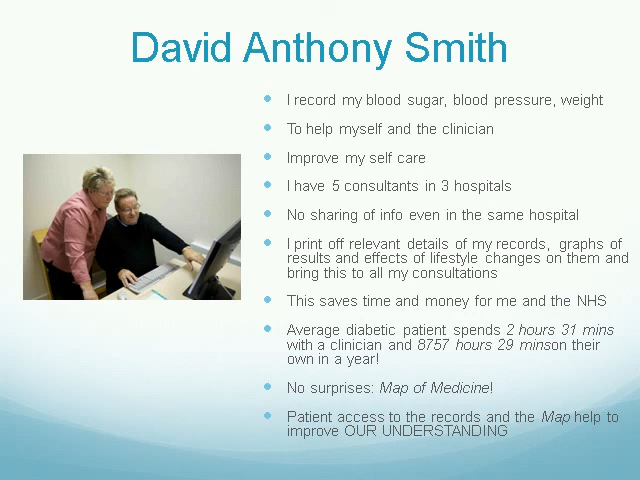 David Anthony Smith
I record my blood sugar, blood pressure, weight
To help myself and the clinician
Improve my self care
I have 5 consultants in 3 hospitals
No sharing of info even in the same hospital
I print off relevant details of my records, graphs of
results and effects of lifestyle changes on them and
bring this to all my consultations
This saves time and money for me and the NHS
Average diabetic patient spends 2 hours 31 mins
with a clinician and 8757 hours 29 minson their
own in a year!
No surprises: Map of Medicine!
Patient access to the records and the Map help to
improve OUR UNDERSTANDING